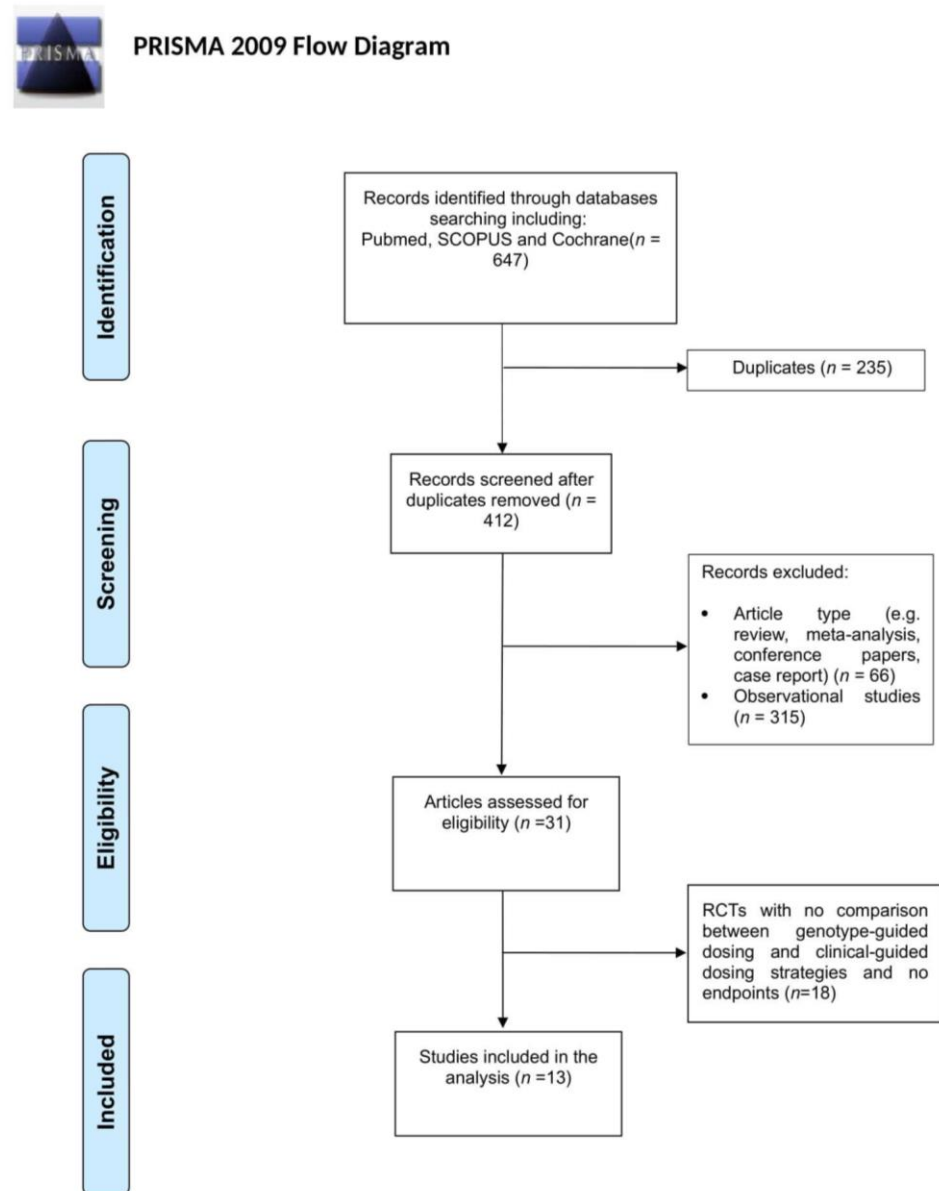 PRISMA
PRISMA 2009 Flow Diagram
Identification
Records identified through databases
searching including:
Pubmed, SCOPUS and Cochrane(n =
647)
Duplicates (n = 235)
Screening
Records screened after
duplicates removed (n =
412)
Records excluded:
• Article type (e.g.
review, meta-analysis,
conference papers,
case report) (n = 66)
• Observational studies
(n = 315)
Eligibility
Articles assessed for
eligibility (n =31)
RCTs with no comparison
between genotype-guided
dosing and clinical-guided
dosing strategies and no
endpoints (n=18)
Included
Studies included in the
analysis (n =13)